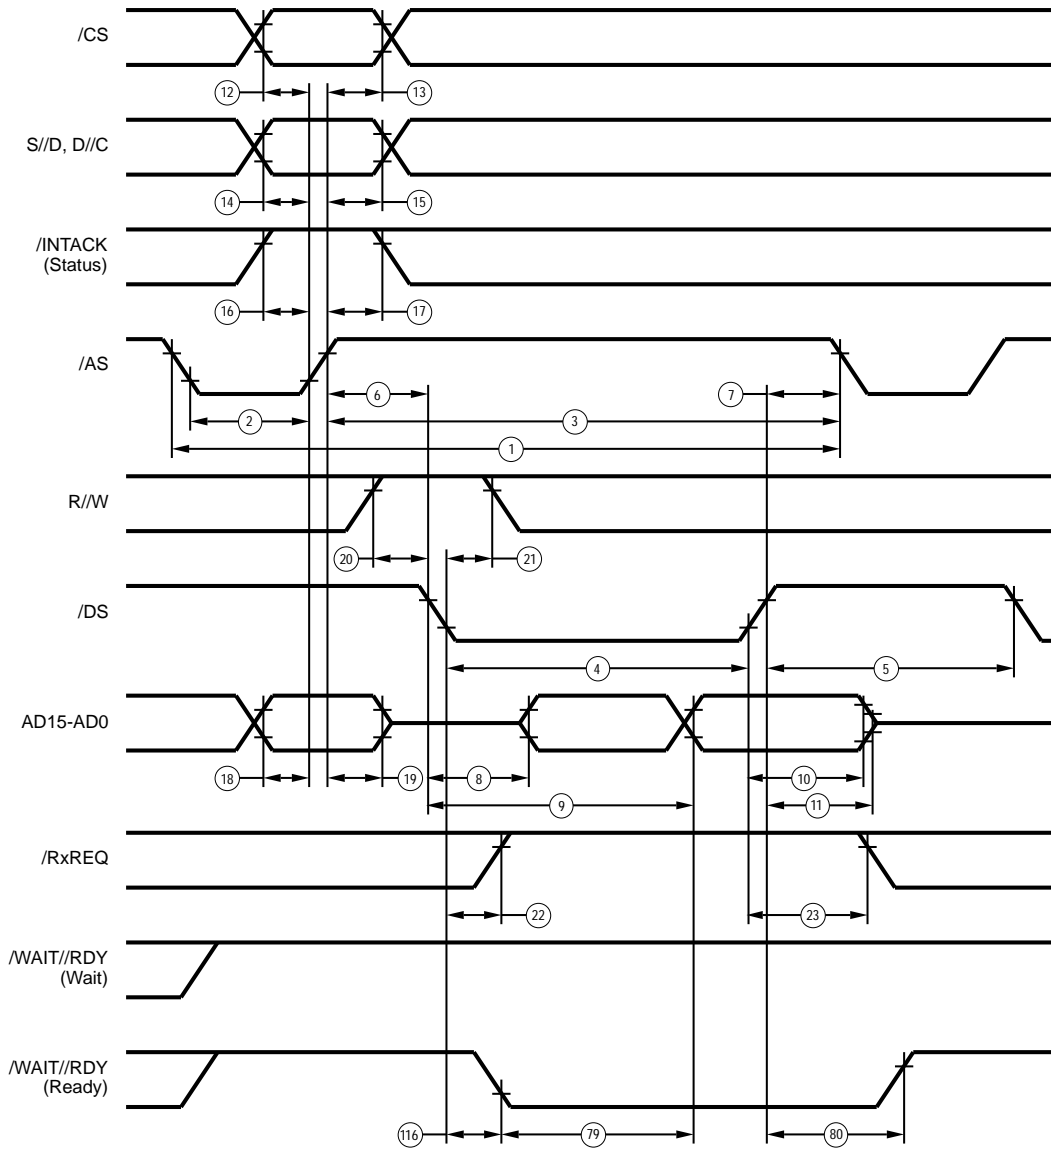 /CS
12
13
S//D, D//C
14
15
/INTACK
(Status)
16
17
/AS
6
7
2
3
1
R//W
20
21
/DS
4
5
AD15-AD0
18
19
8
10
9
11
/RxREQ
22
23
/WAIT//RDY
(Wait)
/WAIT//RDY
(Ready)
116
79
80